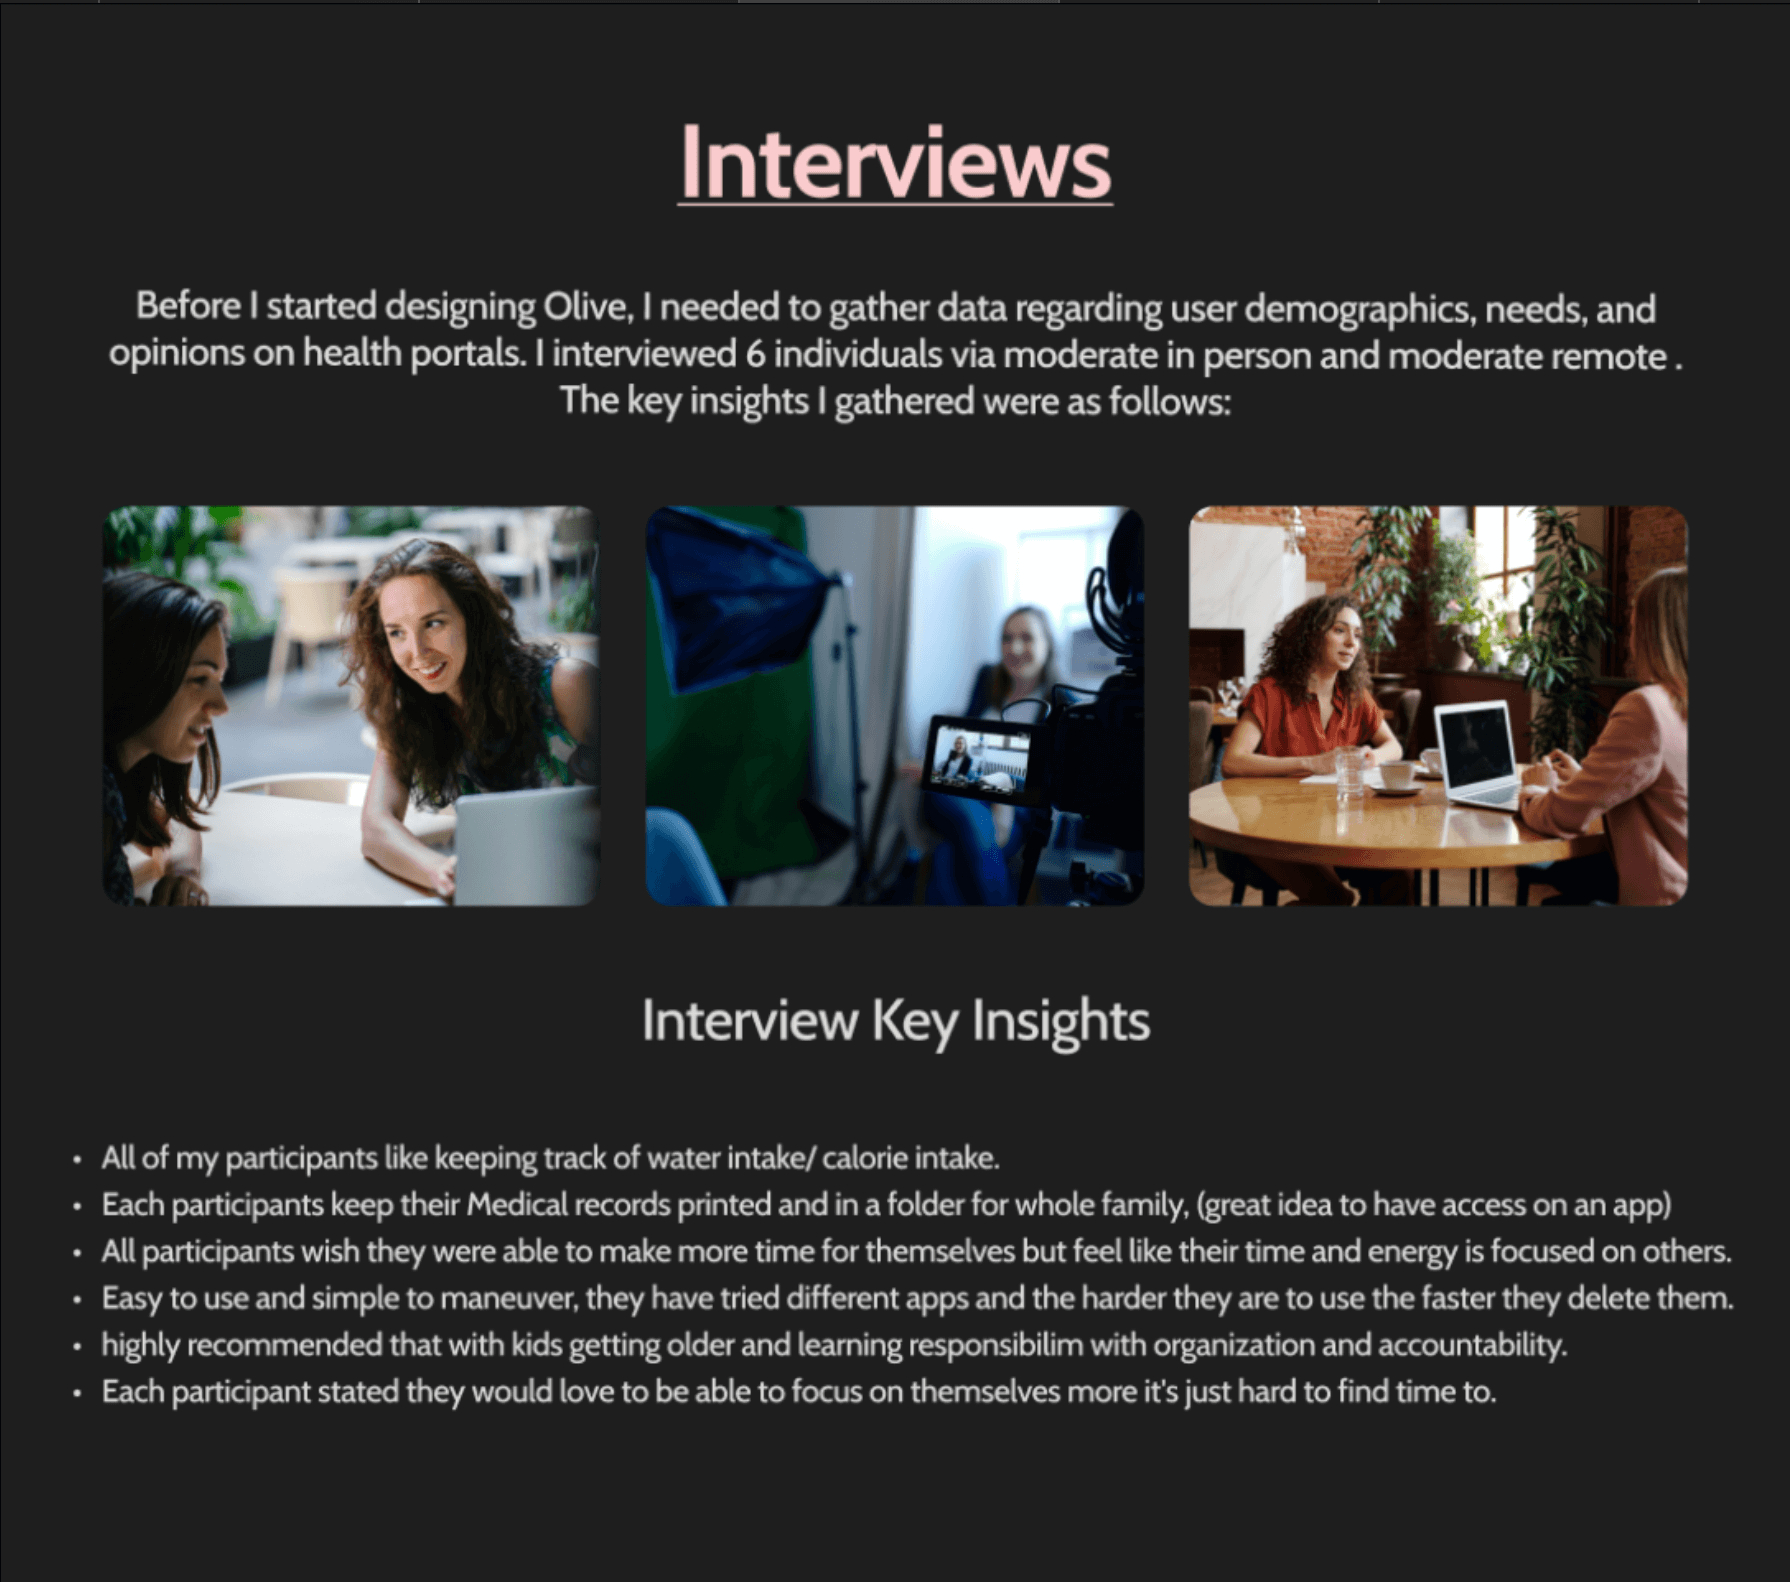 Interviews
Before I started designing Olive, I needed to gather data regarding user demographics, needs, and
opinions on health portals. I interviewed 6 individuals via moderate in person and moderate remote .
The key insights I gathered were as follows:
Interview Key Insights
• All of my participants like keeping track of water intake/ calorie intake.
• Each participants keep their Medical records printed and in a folder for whole family, (great idea to have access on an app)
• All participants wish they were able to make more time for themselves but feel like their time and energy is focused on others.
• Easy to use and simple to maneuver, they have tried different apps and the harder they are to use the faster they delete them.
• highly recommended that with kids getting older and learning responsibilim with organization and accountability.
• Each participant stated they would love to be able to focus on themselves more it's just hard to find time to.